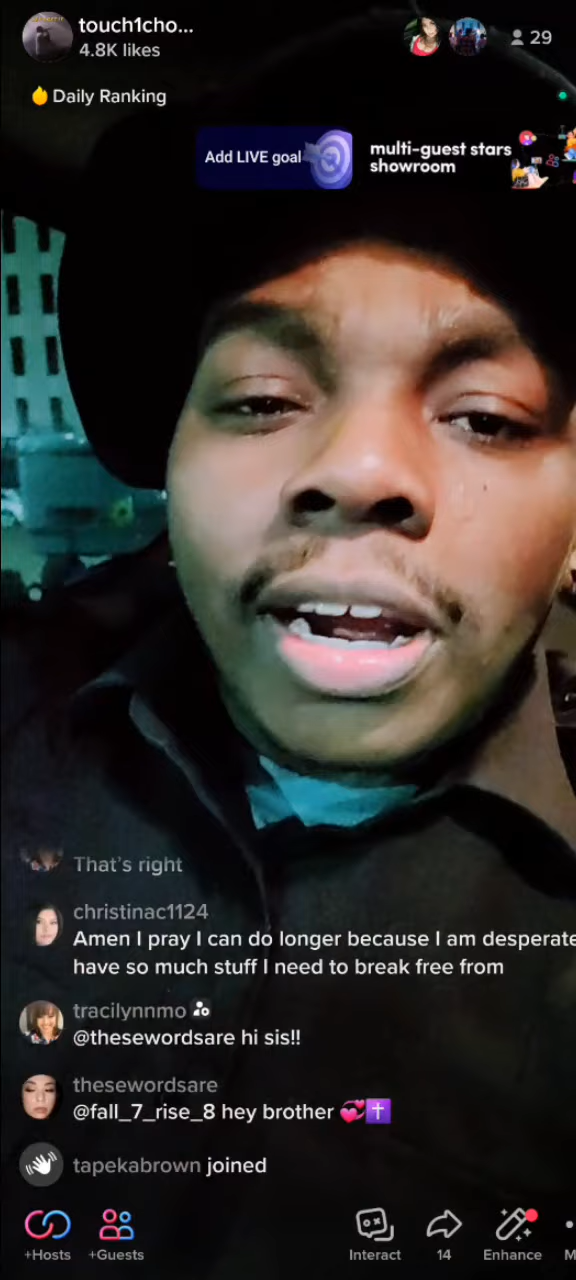 touch1cho...
4.8K likes
29
Daily Ranking
Add LIVE goal
multi-guest stars
showroom
That's right
christinac1124
Amen I pray I can do longer because I am desperate
have so much stuff I need to break free from
tracilynnmo
@thesewordsare hi sis!!
thesewordsare
@fall_7_rise_8 hey brother 💞✝️
tapekabrown joined
+Hosts
+Guests
Interact
14
Enhance
M